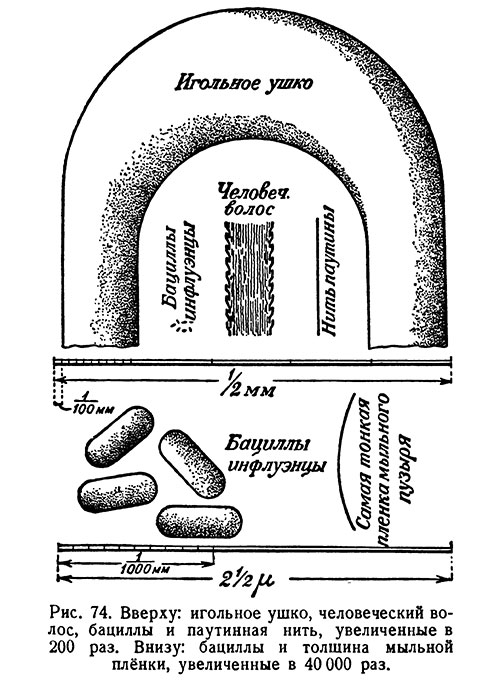 Игольное ушко
Человеч.
волос
Бациллы
инфлуэнцы
Нить паутины
1/2 мм
1/100 мм
Бациллы
инфлуэнцы
Самая тонкая
пленка мыльного
пузыря
1/1000 мм
2 1/2 μ
Рис. 74. Вверху: игольное ушко, человеческий во-
лос, бациллы и паутинная нить, увеличенные в
200 раз. Внизу: бациллы и толщина мыльной
плёнки, увеличенные в 40 000 раз.